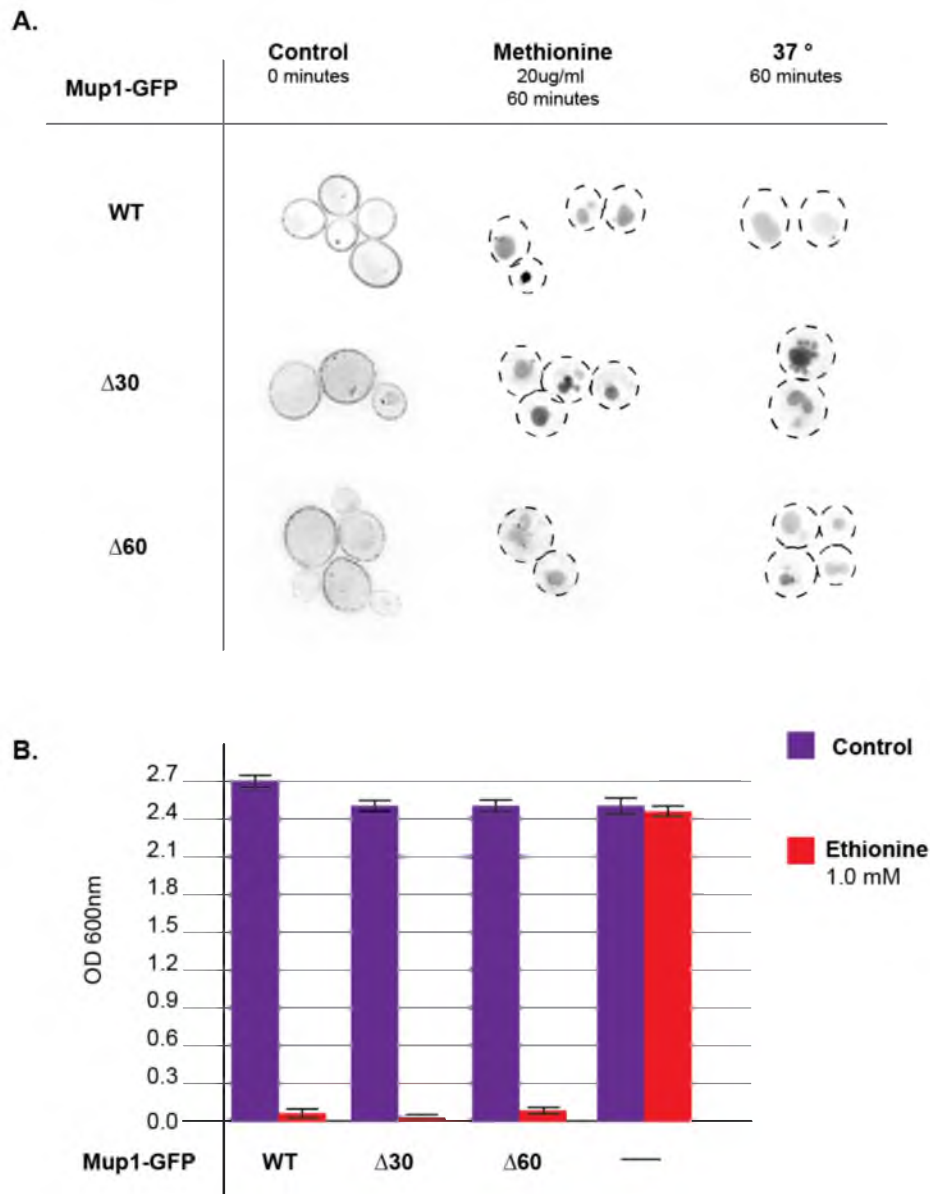 A.
Control
0 minutes
Methionine
20ug/ml
60 minutes
37 °
60 minutes
Mup1-GFP
WT
Δ30
Δ60
B.
Control
Ethionine
1.0 mM
OD 600nm
2.7
2.4
2.1
1.8
1.5
1.2
0.9
0.6
0.3
0.0
Mup1-GFP WT Δ30 Δ60 —